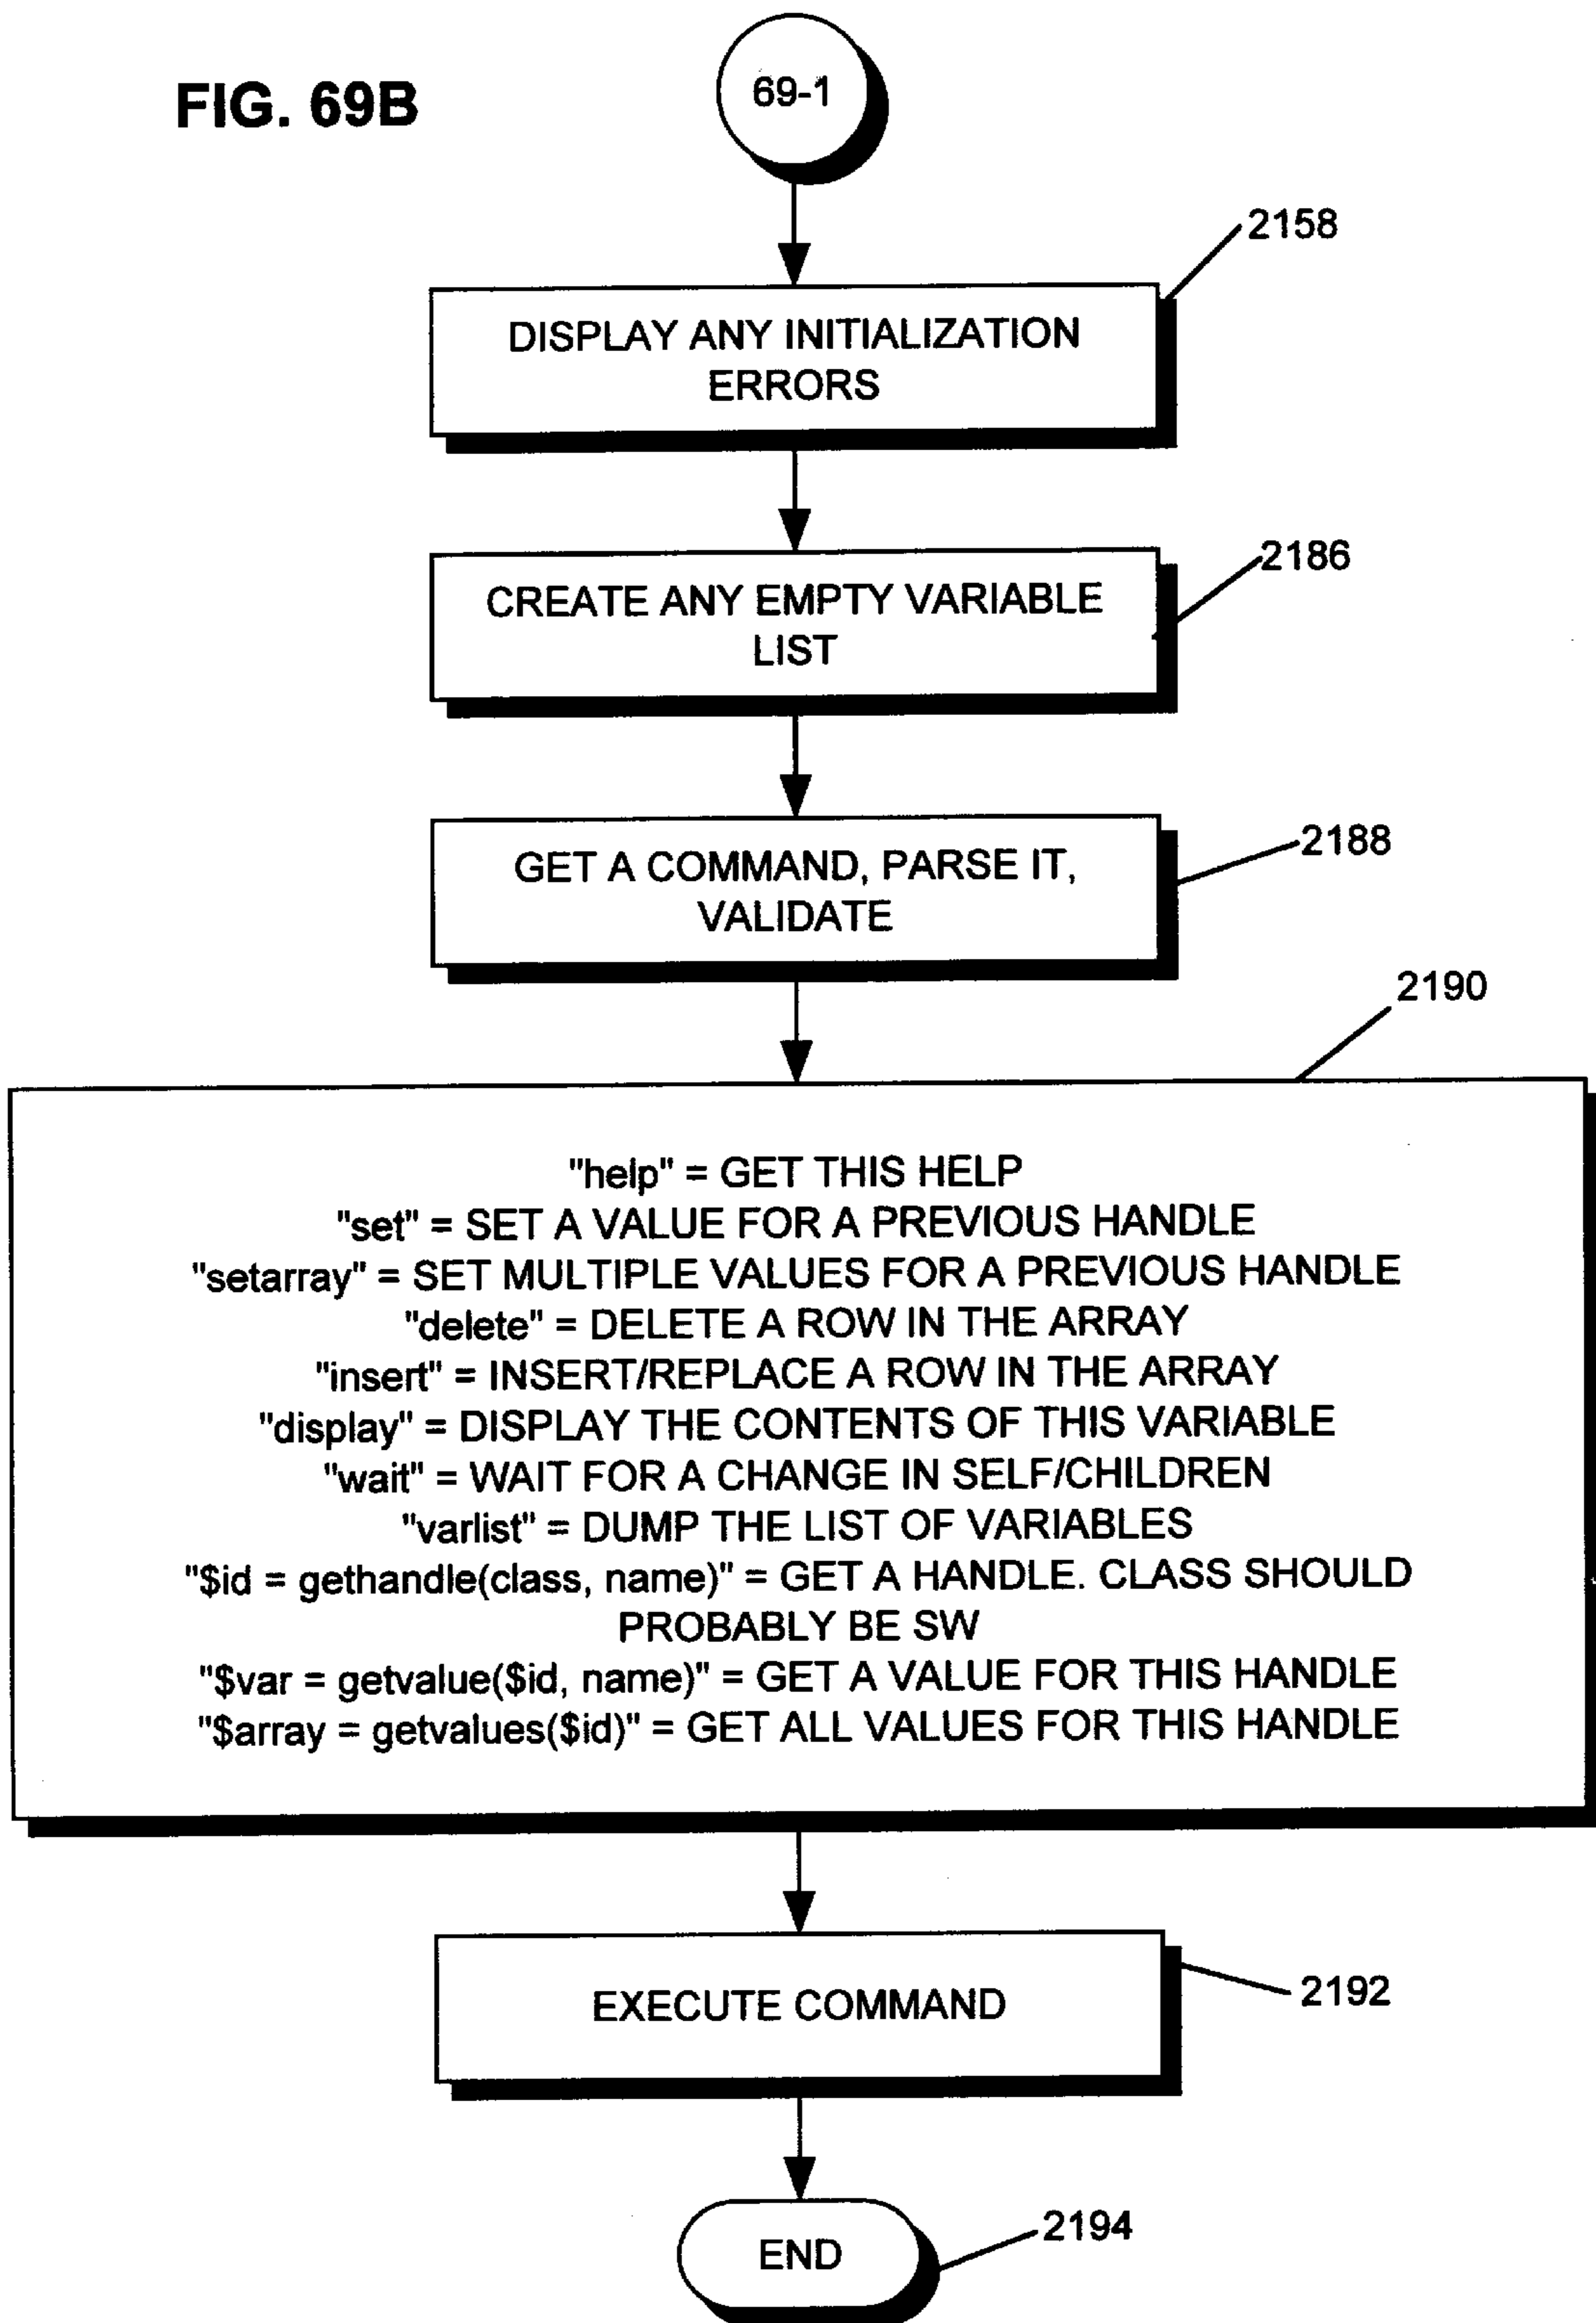 FIG. 69B
69-1
2158
DISPLAY ANY INITIALIZATION
ERRORS
2186
CREATE ANY EMPTY VARIABLE
LIST
2188
GET A COMMAND, PARSE IT,
VALIDATE
2190
"help" = GET THIS HELP
"set" = SET A VALUE FOR A PREVIOUS HANDLE
"setarray" = SET MULTIPLE VALUES FOR A PREVIOUS HANDLE
"delete" = DELETE A ROW IN THE ARRAY
"insert" = INSERT/REPLACE A ROW IN THE ARRAY
"display" = DISPLAY THE CONTENTS OF THIS VARIABLE
"wait" = WAIT FOR A CHANGE IN SELF/CHILDREN
"varlist" = DUMP THE LIST OF VARIABLES
"$id = gethandle(class, name)" = GET A HANDLE. CLASS SHOULD
PROBABLY BE SW
"$var = getvalue($id, name)" = GET A VALUE FOR THIS HANDLE
"$array = getvalues($id)" = GET ALL VALUES FOR THIS HANDLE
EXECUTE COMMAND
2192
END
2194